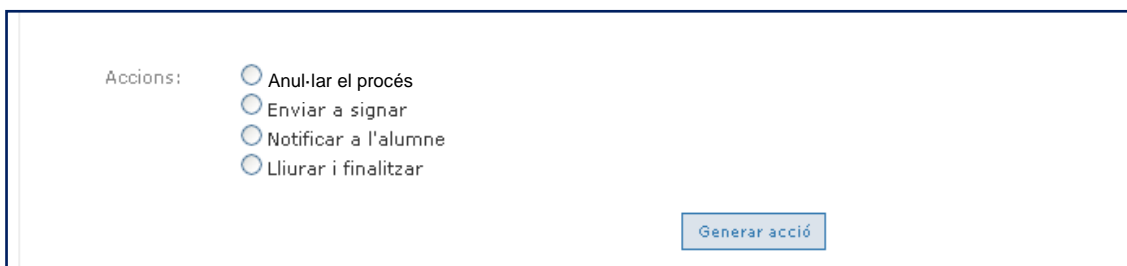 Accions: Anul·lar el procés
Enviar a signar
Notificar a l'alumne
Lliurar i finalitzar
Generar acció